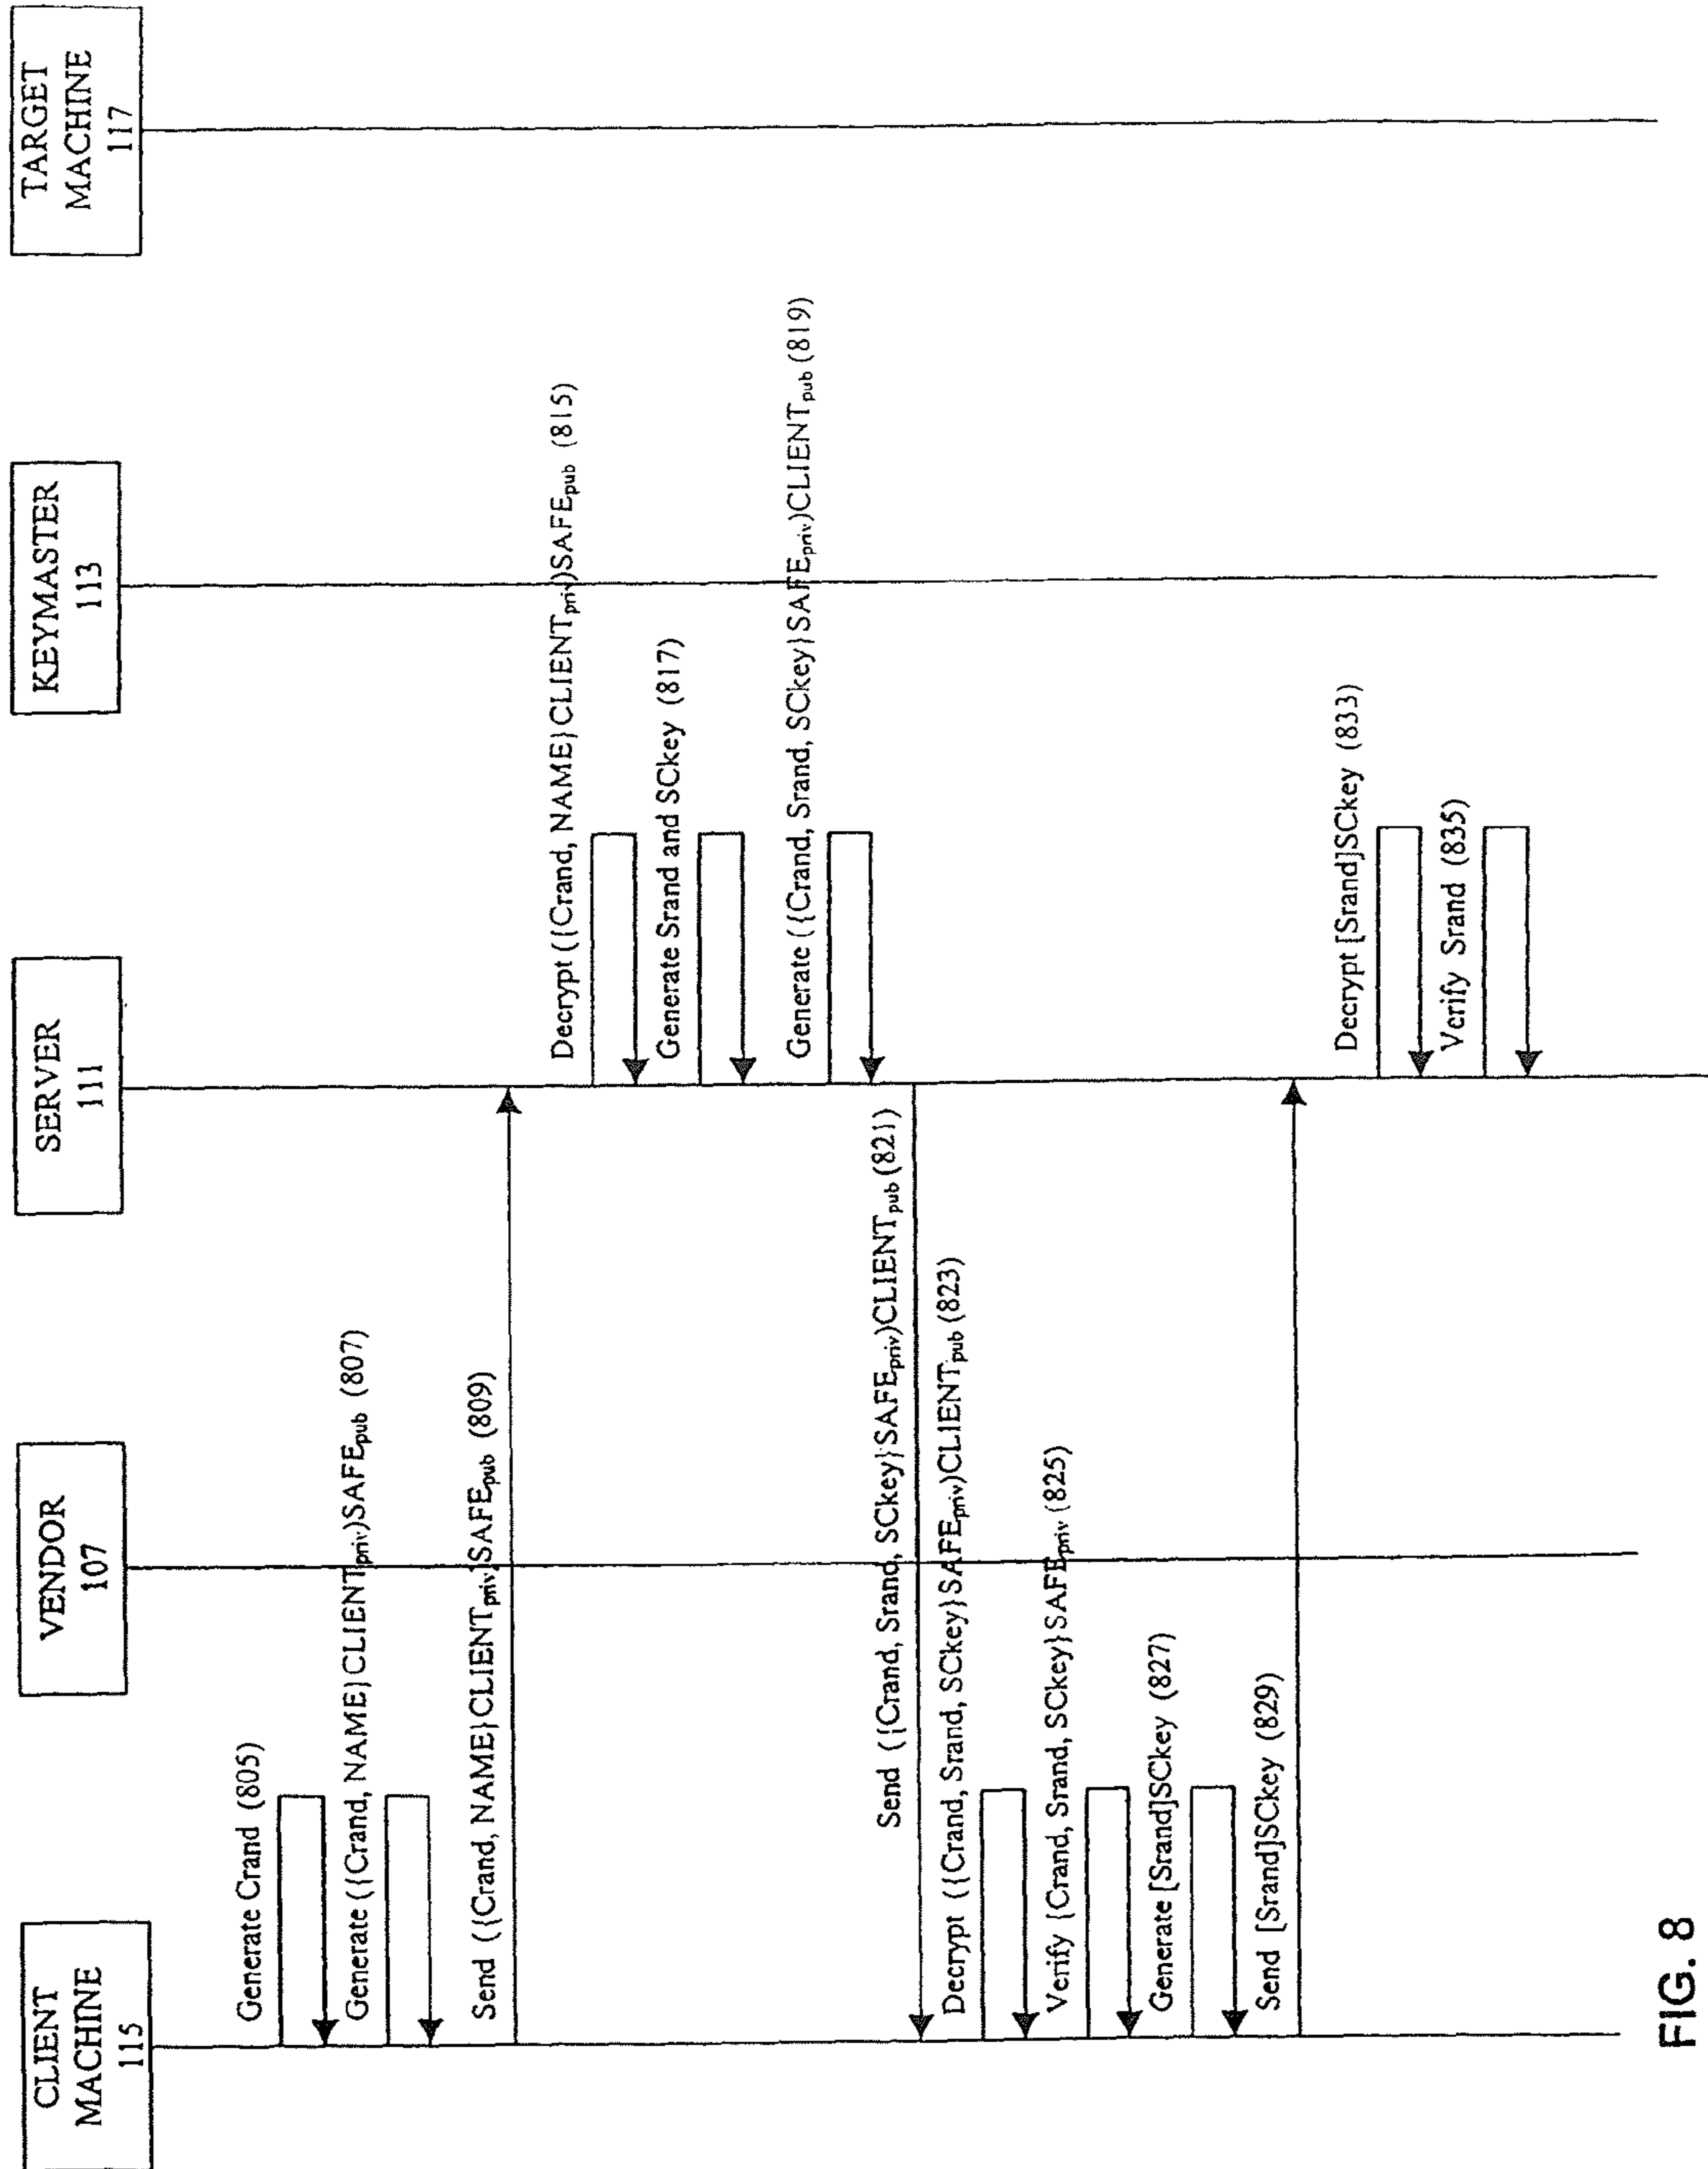 CLIENT
MACHINE
115
VENDOR
107
SERVER
111
KEYMASTER
113
TARGET
MACHINE
117
Generate Crand (805)
Generate ({Crand, NAME}CLIENTpriv)SAFEpub (807)
Send ({Crand, NAME}CLIENTpriv)SAFEpub (809)
Decrypt ({Crand, NAME}CLIENTpriv)SAFEpub (815)
Generate Srand and SCkey (817)
Generate ({Crand, Srand, SCkey}SAFEpriv)CLIENTpub (819)
Send ({Crand, Srand, SCkey}SAFEpriv)CLIENTpub (821)
Decrypt ({Crand, Srand, SCkey}SAFEpriv)CLIENTpub (823)
Verify {Crand, Srand, SCkey}SAFEpriv (825)
Generate [Srand]SCkey (827)
Send [Srand]SCkey (829)
Decrypt [Srand]SCkey (833)
Verify Srand (835)
FIG. 8